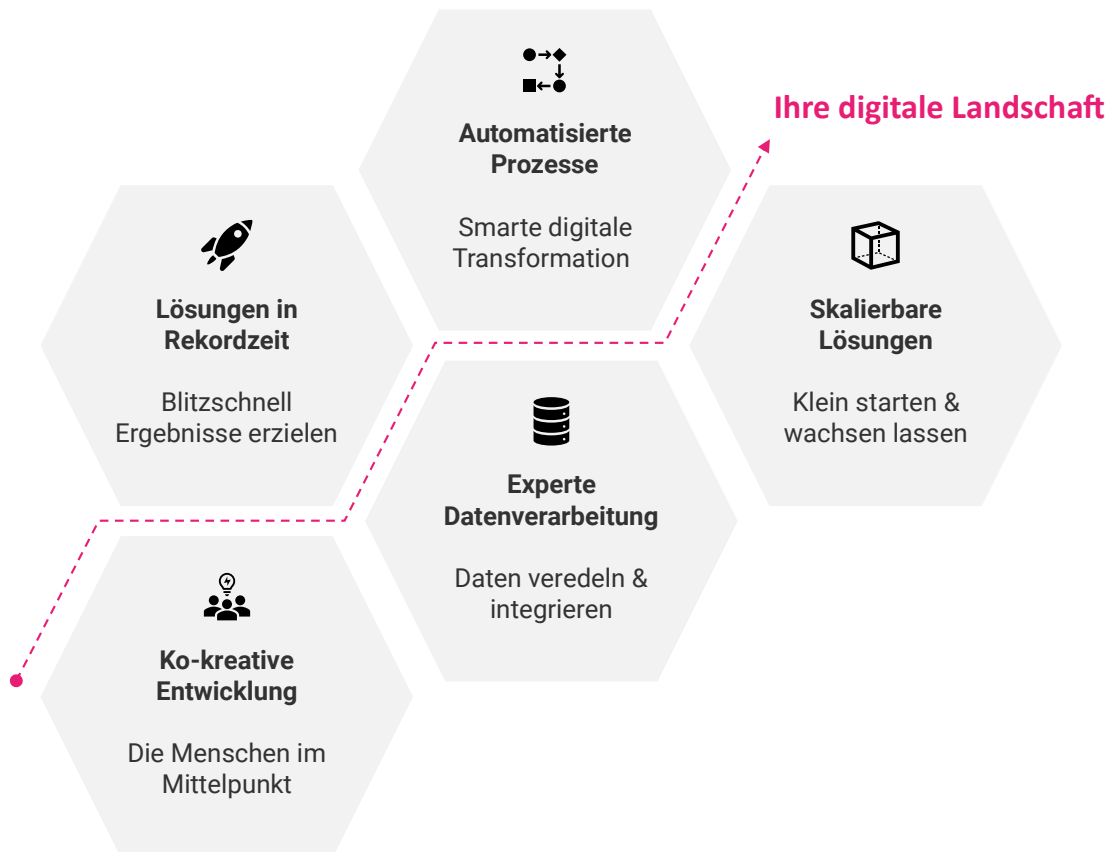 Ihre digitale Landschaft
Automatisierte
Prozesse
Smarte digitale
Transformation
Lösungen in
Rekordzeit
Blitzschnell
Ergebnisse erzielen
Skalierbare
Lösungen
Klein starten &
wachsen lassen
Experte
Datenverarbeitung
Daten veredeln &
integrieren
Ko-kreative
Entwicklung
Die Menschen im
Mittelpunkt